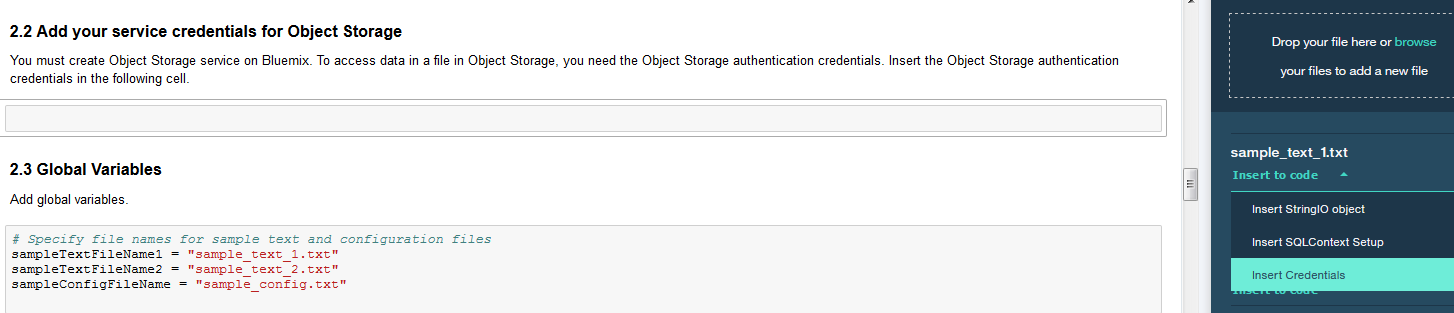 2.2 Add your service credentials for Object Storage
You must create Object Storage service on Bluemix. To access data in a file in Object Storage, you need the Object Storage authentication credentials. Insert the Object Storage authentication
credentials in the following cell.
2.3 Global Variables
Add global variables.
# Specify file names for sample text and configuration files
sampleTextFileName1 = "sample_text_1.txt"
sampleTextFileName2 = "sample_text_2.txt"
sampleConfigFileName = "sample_config.txt"
Drop your file here or browse
your files to add a new file
sample_text_1.txt
Insert to code
Insert StringIO object
Insert SQLContext Setup
Insert Credentials
Insert to code